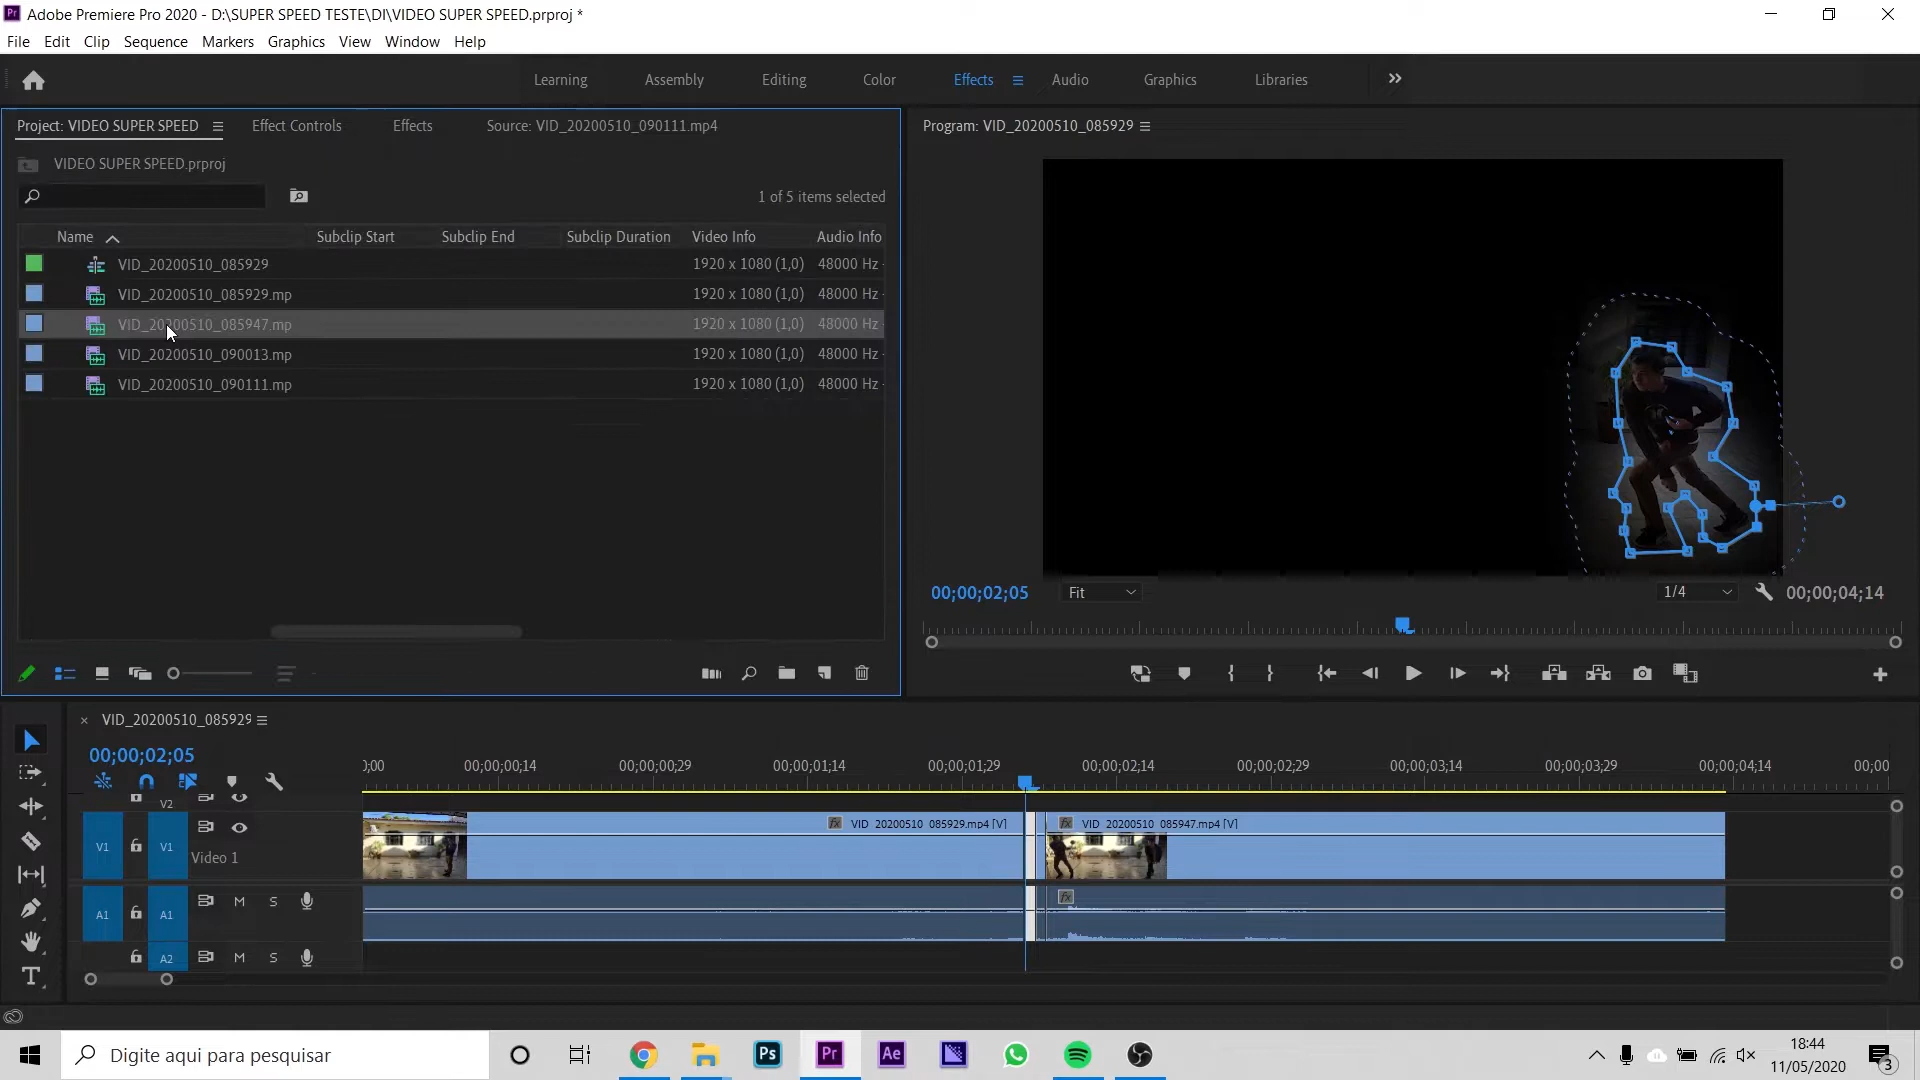 Adobe Premiere Pro 2020 - D:\SUPER SPEED TESTE\DI\VIDEO SUPER SPEED.prproj *
File Edit Clip Sequence Markers Graphics View Window Help
Learning Assembly Editing Color Effects Audio Graphics Libraries
Project: VIDEO SUPER SPEED Effect Controls Effects Source: VID_20200510_090111.mp4
Program: VID_20200510_085929
VIDEO SUPER SPEED.prproj
1 of 5 items selected
Name Subclip Start Subclip End Subclip Duration Video Info Audio Info
VID_20200510_085929 1920 x 1080 (1,0) 48000 Hz -
VID_20200510_085929.mp 1920 x 1080 (1,0) 48000 Hz -
VID_20200510_085947.mp 1920 x 1080 (1,0) 48000 Hz -
VID_20200510_090013.mp 1920 x 1080 (1,0) 48000 Hz -
VID_20200510_090111.mp 1920 x 1080 (1,0) 48000 Hz -
00;00;02;05 Fit 1/4 00;00;04;14
VID_20200510_085929
00;00;02;05
;00;00 00;00;00;14 00;00;00;29 00;00;01;14 00;00;01;29 00;00;02;14 00;00;02;29 00;00;03;14 00;00;03;29 00;00;04;14 00;00
V2
V1 V1 Video 1
VID_20200510_085929.mp4 [V] VID_20200510_085947.mp4 [V]
A1 A1 M S
A2 M S
Digite aqui para pesquisar
Ps Pr Ae
18:44
11/05/2020
3